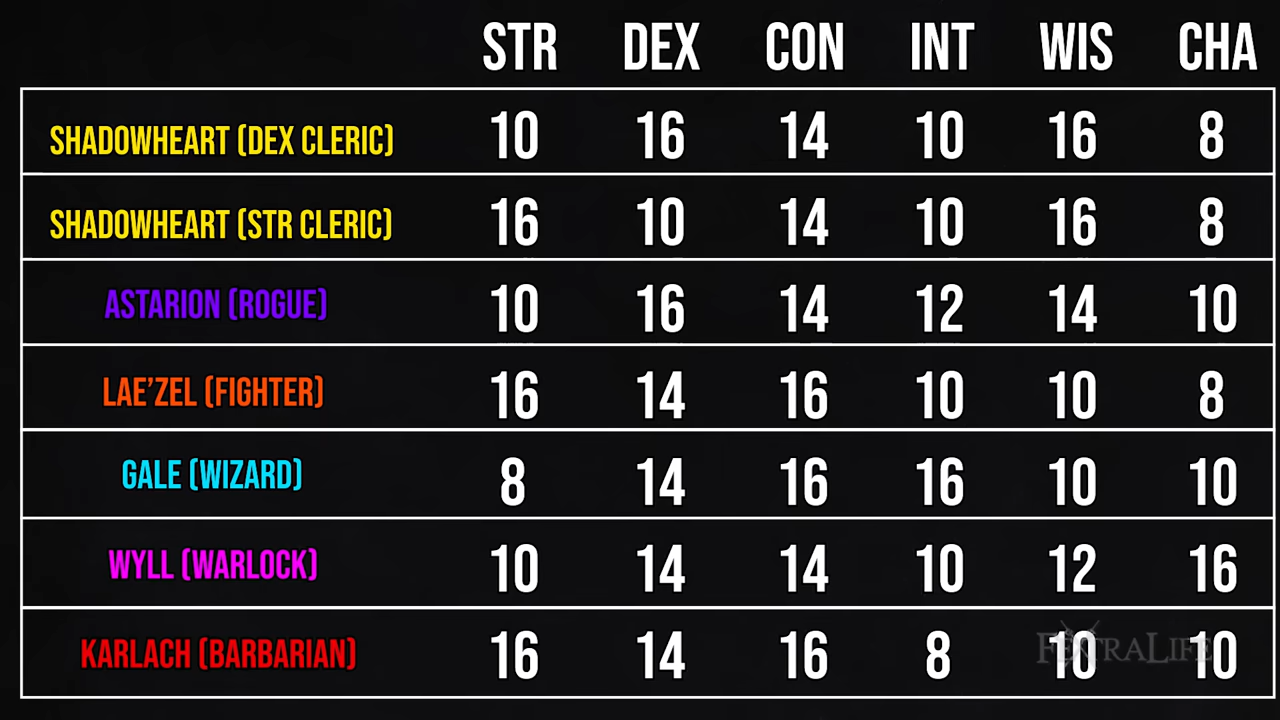 STR DEX CON INT WIS CHA
SHADOWHEART (DEX CLERIC) 10 16 14 10 16 8
SHADOWHEART (STR CLERIC) 16 10 14 10 16 8
ASTARION (ROGUE) 10 16 14 12 14 10
LAE'ZEL (FIGHTER) 16 14 16 10 10 8
GALE (WIZARD) 8 14 16 16 10 10
WYLL (WARLOCK) 10 14 14 10 12 16
KARLACH (BARBARIAN) 16 14 16 8 10 10
FEXTRALIFE